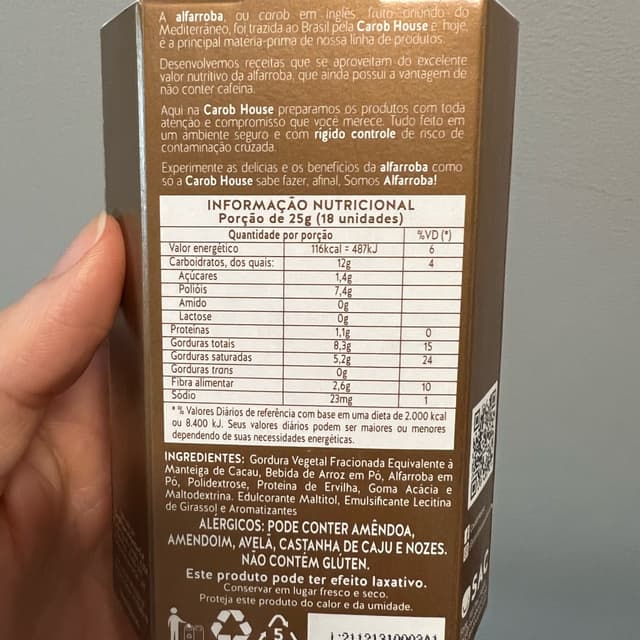 A alfarroba, ou carob em inglês, fruto oriundo do
Mediterrâneo, foi trazida ao Brasil pela Carob House e, hoje,
é a principal matéria-prima de nossa linha de produtos.
Desenvolvemos receitas que se aproveitam do excelente
valor nutritivo da alfarroba, que ainda possui a vantagem de
não conter cafeína.
Aqui na Carob House preparamos os produtos com toda
atenção e compromisso que você merece. Tudo feito em
um ambiente seguro e com rígido controle de risco de
contaminação cruzada.
Experimente as delícias e os benefícios da alfarroba como
só a Carob House sabe fazer, afinal, Somos Alfarroba!
INFORMAÇÃO NUTRICIONAL
Porção de 25g (18 unidades)
Quantidade por porção %VD (*)
Valor energético 116kcal = 487kJ 6
Carboidratos, dos quais: 12g 4
Açúcares 1,4g
Polióis 7,4g
Amido 0g
Lactose 0g
Proteínas 1,1g 0
Gorduras totais 8,3g 15
Gorduras saturadas 5,2g 24
Gorduras trans 0g
Fibra alimentar 2,6g 10
Sódio 23mg 1
*% Valores Diários de referência com base em uma dieta de 2.000 kcal
ou 8.400 kJ. Seus valores diários podem ser maiores ou menores
dependendo de suas necessidades energéticas.
INGREDIENTES: Gordura Vegetal Fracionada Equivalente à
Manteiga de Cacau, Bebida de Arroz em Pó, Alfarroba em
Pó, Polidextrose, Proteína de Ervilha, Goma Acácia e
Maltodextrina. Edulcorante Maltitol, Emulsificante Lecitina
de Girassol e Aromatizantes
ALÉRGICOS: PODE CONTER AMÊNDOA,
AMENDOIM, AVELÃ, CASTANHA DE CAJU E NOZES.
NÃO CONTÉM GLÚTEN.
Este produto pode ter efeito laxativo.
Conservar em lugar fresco e seco.
Proteja este produto do calor e da umidade.
5
SAC